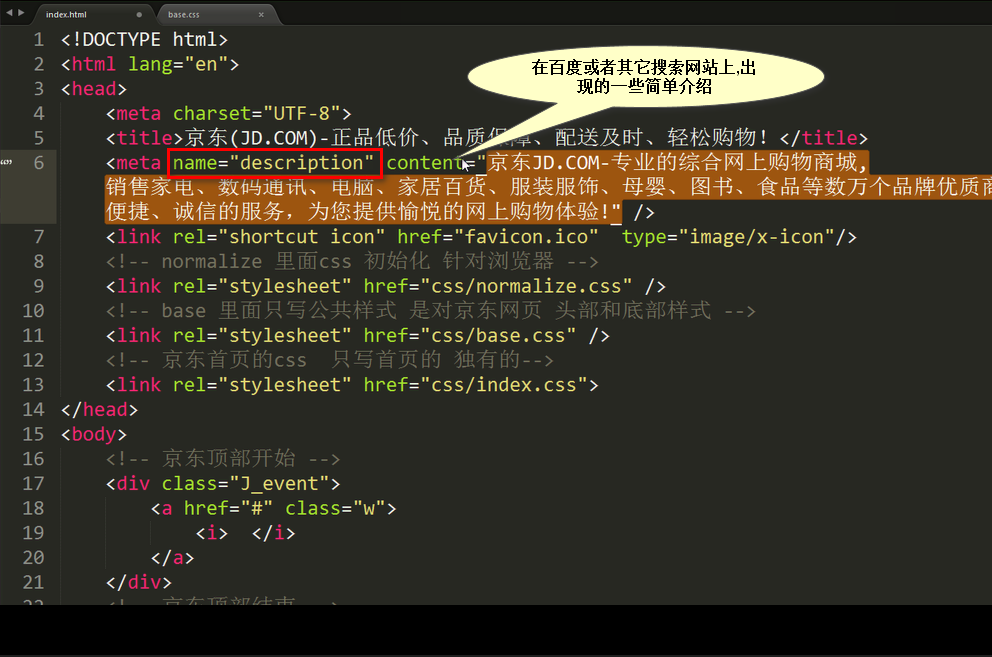 index.html
base.css
在百度或者其它搜索网站上,出
现的一些简单介绍
1 <!DOCTYPE html>
2 <html lang="en">
3 <head>
4 <meta charset="UTF-8">
5 <title>京东(JD.COM)-正品低价、品质保障、配送及时、轻松购物！</title>
6 <meta name="description" content="京东JD.COM-专业的综合网上购物商城,
销售家电、数码通讯、电脑、家居百货、服装服饰、母婴、图书、食品等数万个品牌优质商
便捷、诚信的服务，为您提供愉悦的网上购物体验!" />
7 <link rel="shortcut icon" href="favicon.ico"  type="image/x-icon"/>
8 <!-- normalize 里面css 初始化 针对浏览器 -->
9 <link rel="stylesheet" href="css/normalize.css" />
10 <!-- base 里面只写公共样式 是对京东网页 头部和底部样式 -->
11 <link rel="stylesheet" href="css/base.css" />
12 <!-- 京东首页的css  只写首页的 独有的-->
13 <link rel="stylesheet" href="css/index.css">
14 </head>
15 <body>
16 <!-- 京东顶部开始 -->
17 <div class="J_event">
18 <a href="#" class="w">
19 <i>  </i>
20 </a>
21 </div>
22 <!-- 京东顶部结束 -->